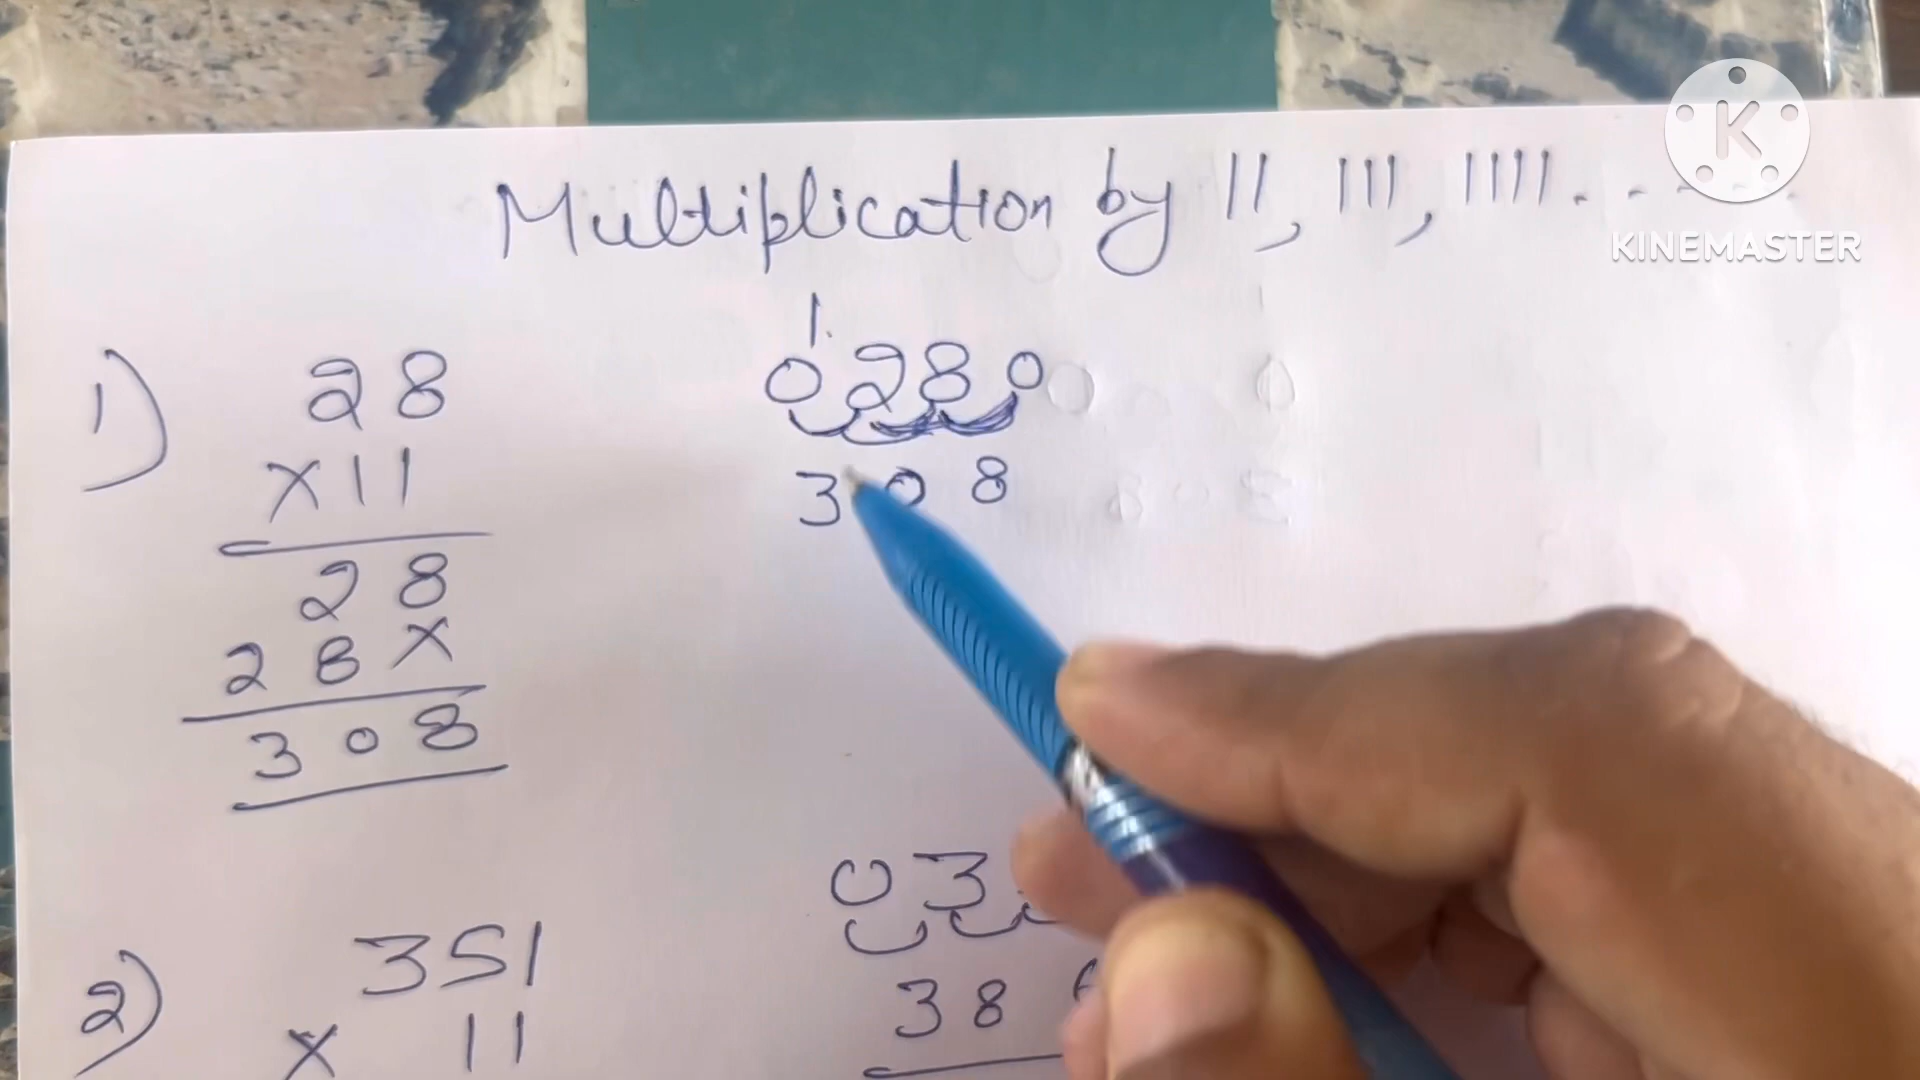 Multiplication by 11, 111, 1111. - - - -
KINEMASTER
1) 28
X 11
28
28X
308
1
0280
308
2) 351
X 11
03
38